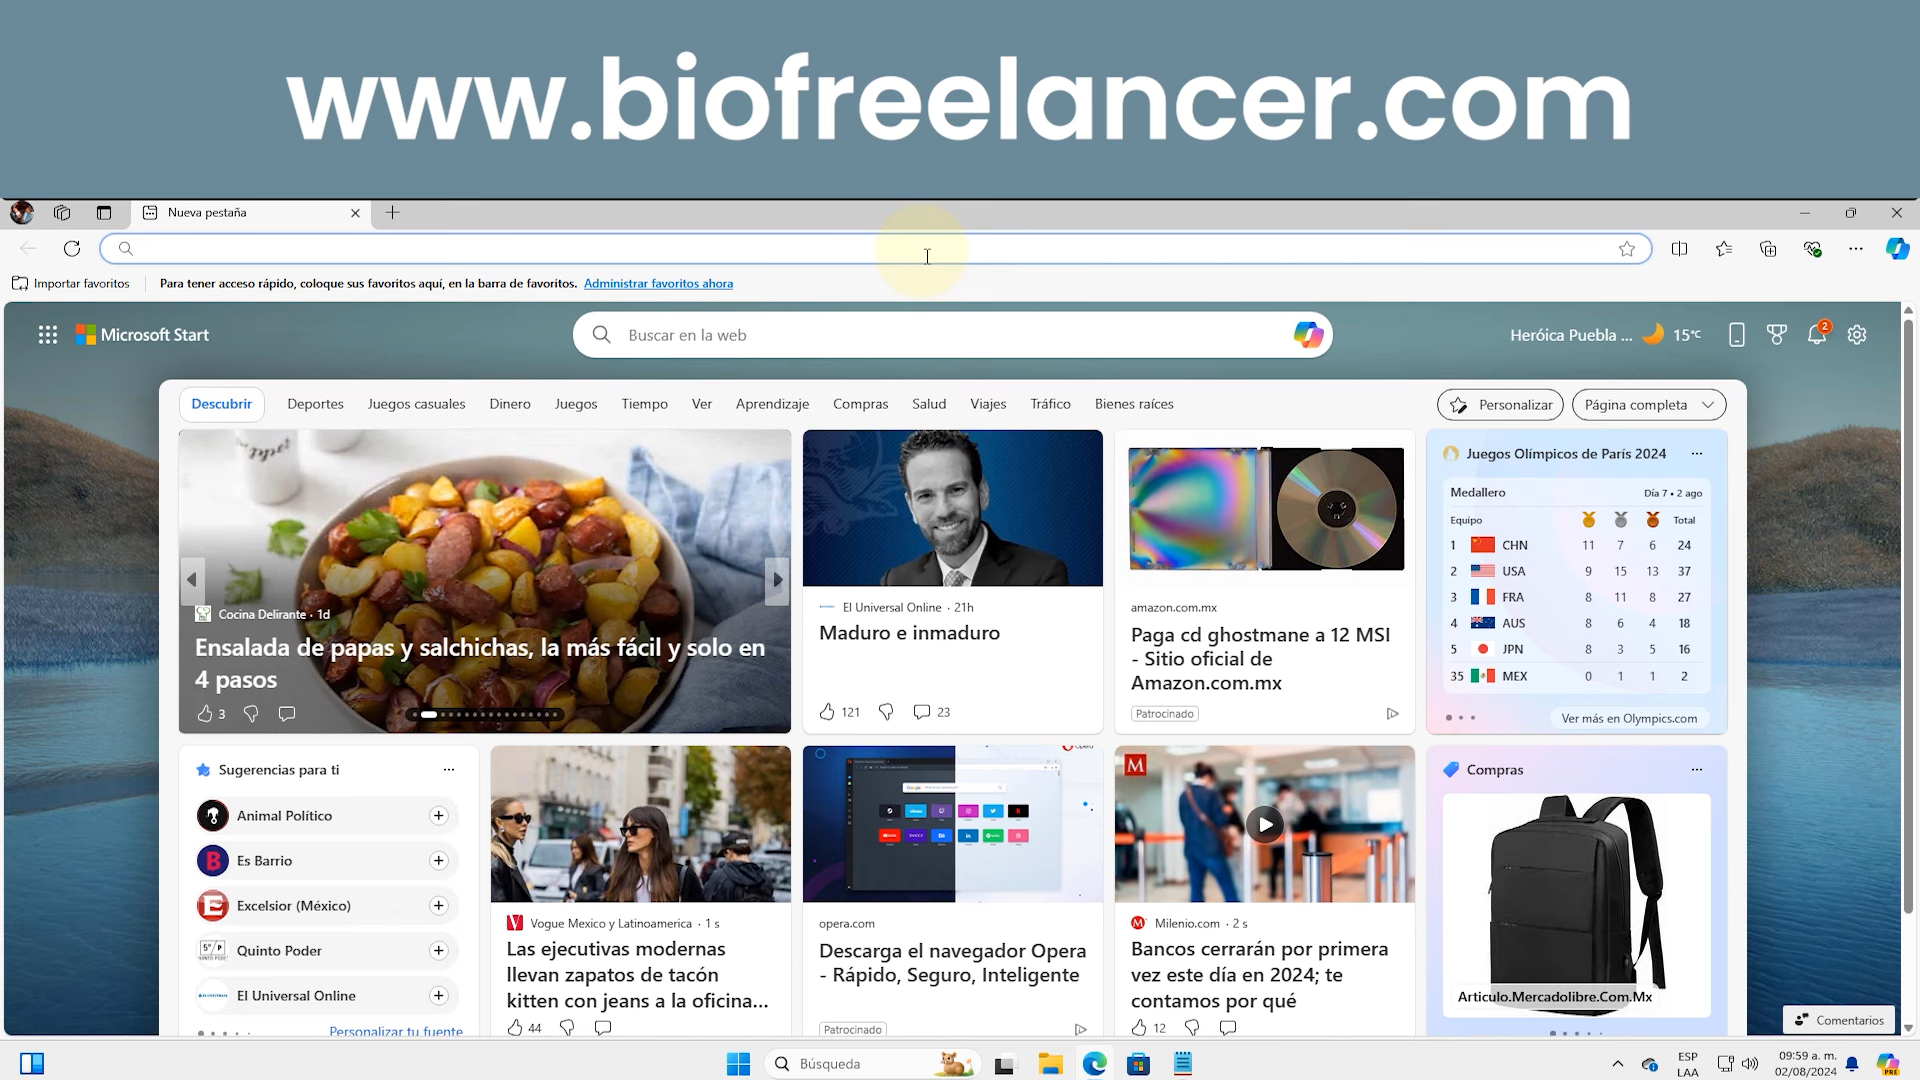 www.biofreelancer.com
Nueva pestaña
Importar favoritos
Para tener acceso rápido, coloque sus favoritos aquí, en la barra de favoritos. Administrar favoritos ahora
Microsoft Start
Buscar en la web
Heróica Puebla ...
15°C
2
Descubrir
Deportes
Juegos casuales
Dinero
Juegos
Tiempo
Ver
Aprendizaje
Compras
Salud
Viajes
Tráfico
Bienes raíces
Personalizar
Página completa
Cocina Delirante · 1d
Ensalada de papas y salchichas, la más fácil y solo en
4 pasos
3
El Universal Online · 21h
Maduro e inmaduro
121
23
amazon.com.mx
Paga cd ghostmane a 12 MSI
- Sitio oficial de
Amazon.com.mx
Patrocinado
Juegos Olímpicos de París 2024
Medallero
Día 7 • 2 ago
Equipo
Total
1 CHN 11 7 6 24
2 USA 9 15 13 37
3 FRA 8 11 8 27
4 AUS 8 6 4 18
5 JPN 8 3 5 16
35 MEX 0 1 1 2
Ver más en Olympics.com
Sugerencias para ti
Animal Político
Es Barrio
Excelsior (México)
Quinto Poder
El Universal Online
Personalizar tu fuente
Vogue Mexico y Latinoamerica · 1 s
Las ejecutivas modernas
llevan zapatos de tacón
kitten con jeans a la oficina...
44
opera.com
Descarga el navegador Opera
- Rápido, Seguro, Inteligente
Patrocinado
Milenio.com · 2 s
Bancos cerrarán por primera
vez este día en 2024; te
contamos por qué
12
Compras
Articulo.Mercadolibre.Com.Mx
Comentarios
Búsqueda
ESP
LAA
09:59 a. m.
02/08/2024